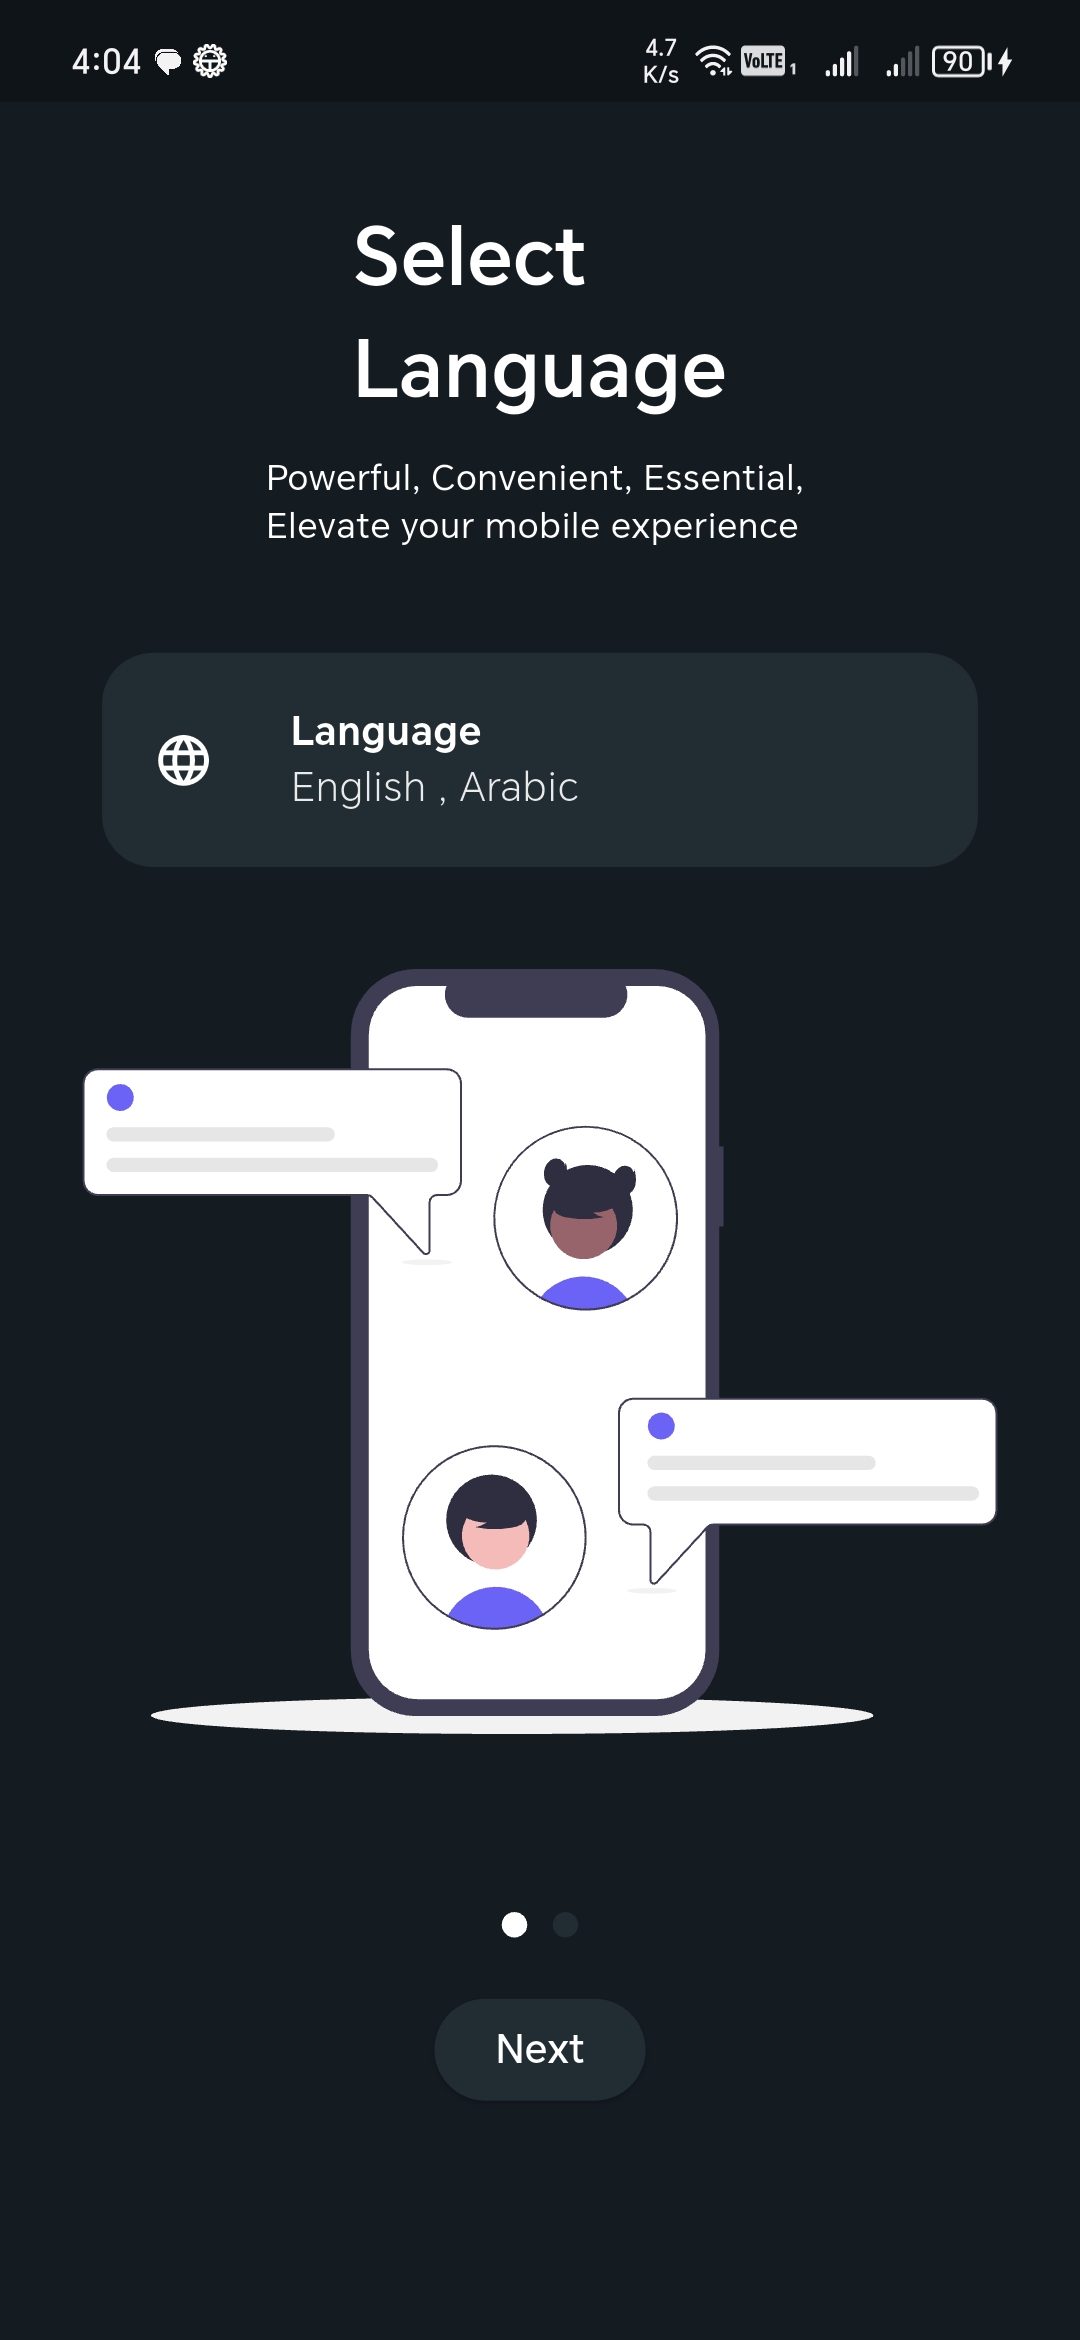 4:04
4.7
K/s
VoLTE 1
90
Select
Language
Powerful, Convenient, Essential,
Elevate your mobile experience
Language
English , Arabic
Next